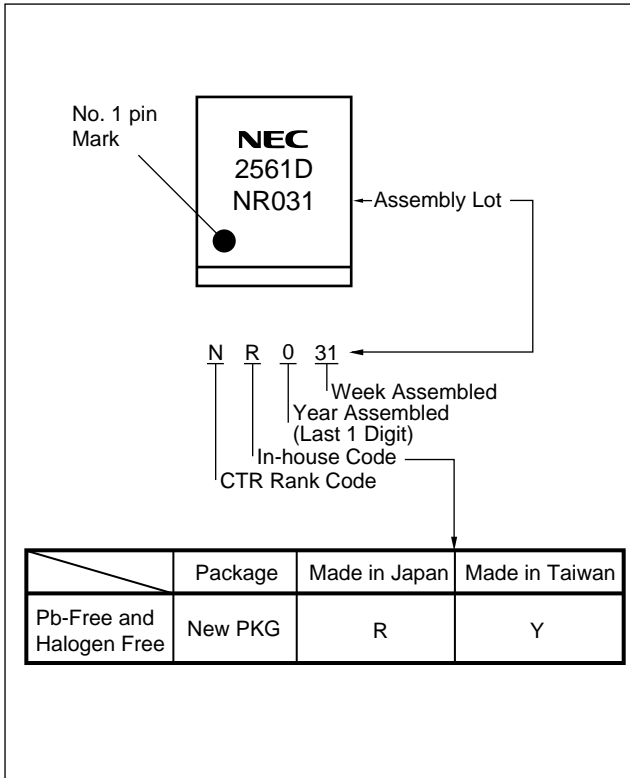 No. 1 pin
Mark
NEC
2561D
NR031
Assembly Lot
N R 0 31
Week Assembled
Year Assembled
(Last 1 Digit)
In-house Code
CTR Rank Code
Package Made in Japan Made in Taiwan
Pb-Free and
Halogen Free New PKG R Y